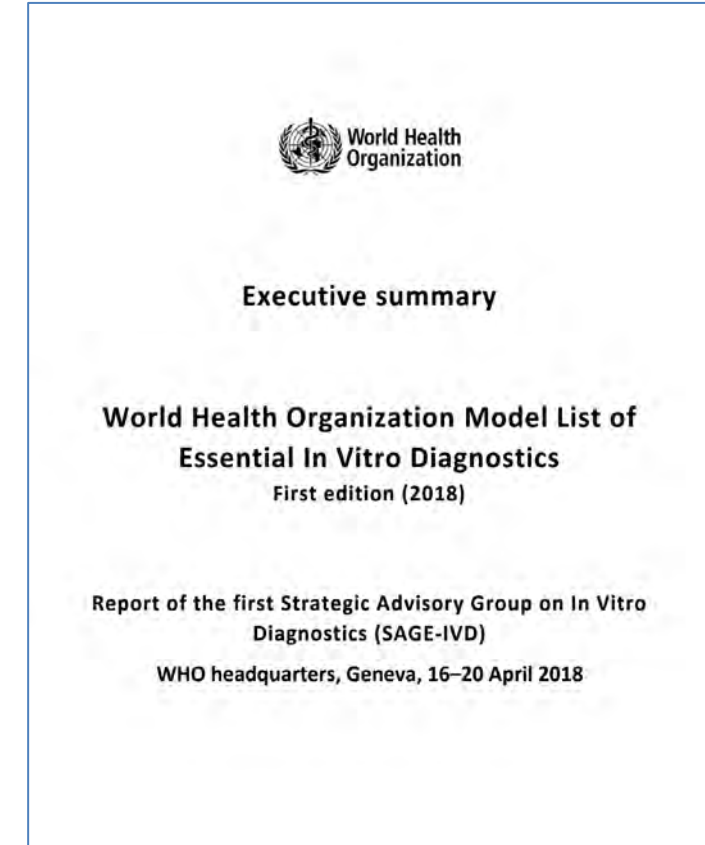 World Health
Organization
Executive summary
World Health Organization Model List of
Essential In Vitro Diagnostics
First edition (2018)
Report of the first Strategic Advisory Group on In Vitro
Diagnostics (SAGE-IVD)
WHO headquarters, Geneva, 16–20 April 2018